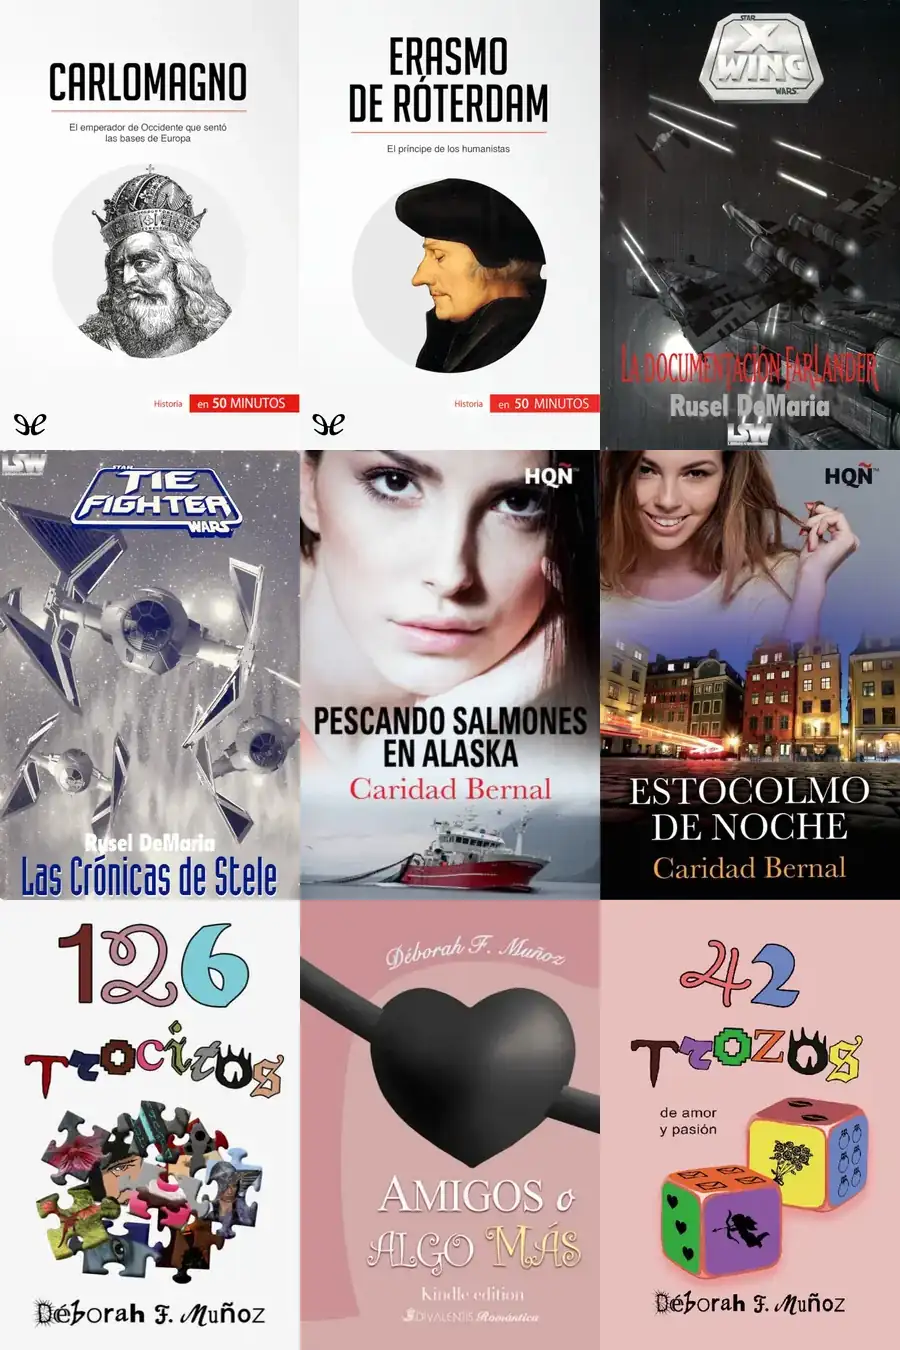 CARLOMAGNO
El emperador de Occidente que sentó
las bases de Europa
Historia
en 50 MINUTOS
ERASMO
DE RÓTERDAM
El príncipe de los humanistas
Historia
en 50 MINUTOS
STAR
X
WING
WARS
LA DOCUMENTACIÓN FARLANDER
Rusel DeMaria
LSW
LSW
STAR
TIE
FIGHTER
WARS
Rusel DeMaria
Las Crónicas de Stele
HQÑ
PESCANDO SALMONES
EN ALASKA
Caridad Bernal
HQÑ
ESTOCOLMO
DE NOCHE
Caridad Bernal
126
Trocitos
Déborah F. Muñoz
Déborah F. Muñoz
AMIGOS o
ALGO MÁS
Kindle edition
DIVALENTIS Romántica
42
Trozos
de amor
y pasión
Déborah F. Muñoz